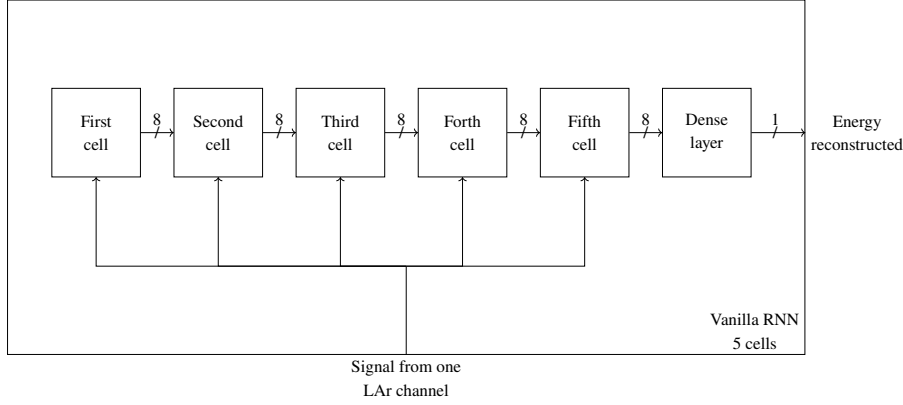 First
cell
8
Second
cell
8
Third
cell
8
Forth
cell
8
Fifth
cell
8
Dense
layer
1
Energy
reconstructed
Vanilla RNN
5 cells
Signal from one
LAr channel